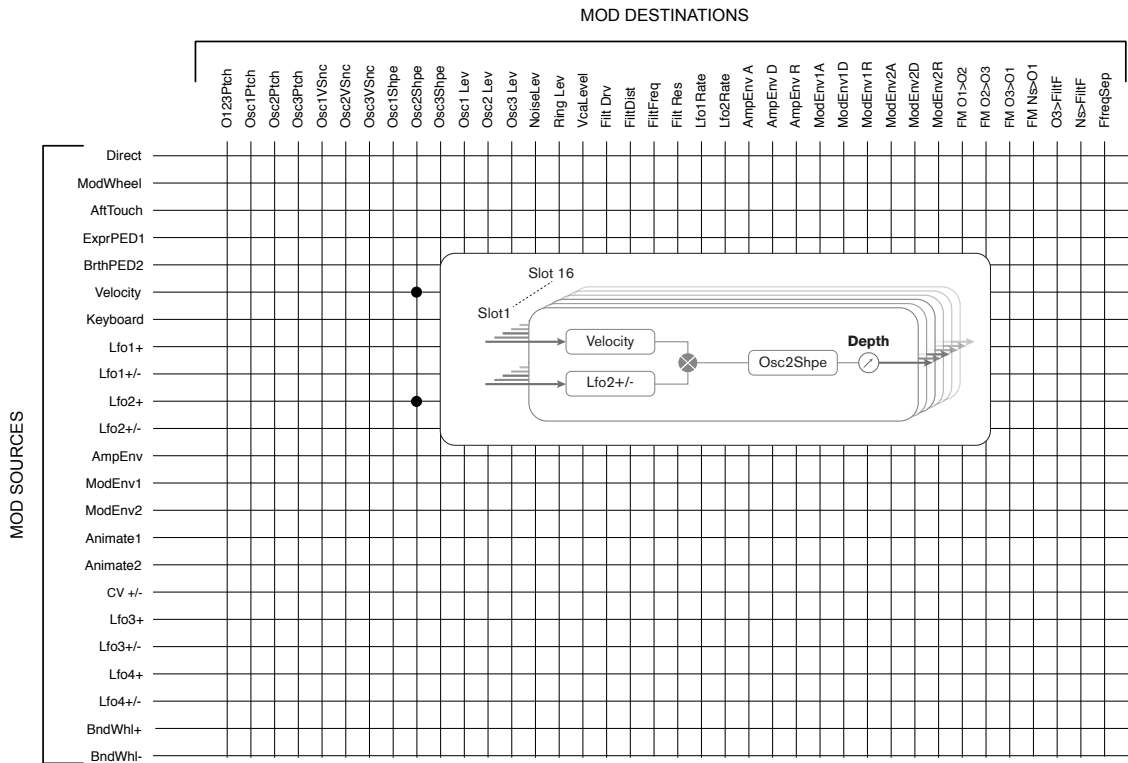 MOD DESTINATIONS
O123Ptch
Osc1Ptch
Osc2Ptch
Osc3Ptch
Osc1VSnc
Osc2VSnc
Osc3VSnc
Osc1Shpe
Osc2Shpe
Osc3Shpe
Osc1 Lev
Osc2 Lev
Osc3 Lev
NoiseLev
Ring Lev
VcaLevel
Filt Drv
FiltDist
FiltFreq
Filt Res
Lfo1Rate
Lfo2Rate
AmpEnv A
AmpEnv D
AmpEnv R
ModEnv1A
ModEnv1D
ModEnv1R
ModEnv2A
ModEnv2D
ModEnv2R
FM O1>O2
FM O2>O3
FM O3>O1
FM Ns>O1
O3>FiltF
Ns>FiltF
FfreqSep
MOD SOURCES
Direct
ModWheel
AftTouch
ExprPED1
BrthPED2
Velocity
Keyboard
Lfo1+
Lfo1+/-
Lfo2+
Lfo2+/-
AmpEnv
ModEnv1
ModEnv2
Animate1
Animate2
CV +/-
Lfo3+
Lfo3+/-
Lfo4+
Lfo4+/-
BndWhl+
BndWhl-
Slot 16
Slot1
Velocity
Lfo2+/-
Osc2Shpe
Depth